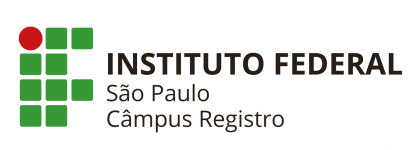 INSTITUTO FEDERAL
São Paulo
Câmpus Registro